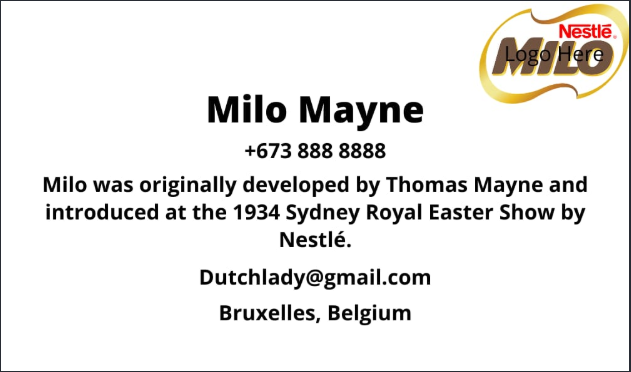 Nestlé
MILO
Logo Here
Milo Mayne
+673 888 8888
Milo was originally developed by Thomas Mayne and
introduced at the 1934 Sydney Royal Easter Show by
Nestlé.
Dutchlady@gmail.com
Bruxelles, Belgium